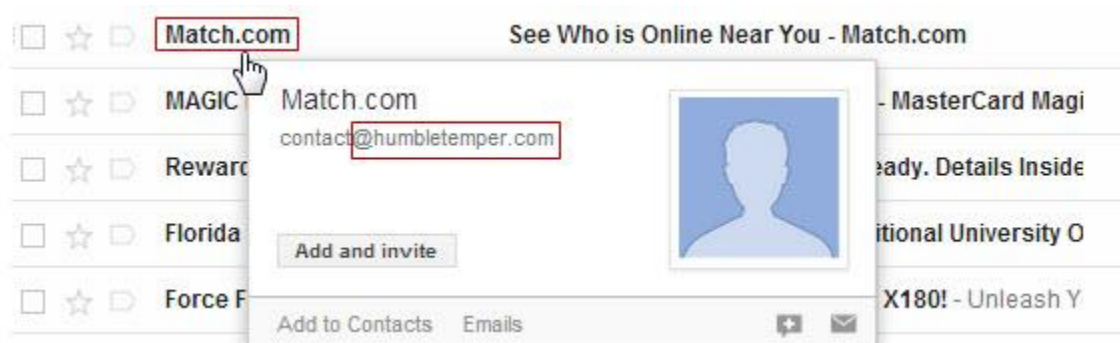 Match.com See Who is Online Near You - Match.com
MAGIC - MasterCard Magi
Match.com
contact@humbletemper.com
Reward eady. Details Inside
Florida itional University O
Add and invite
Force F X180! - Unleash Y
Add to Contacts Emails